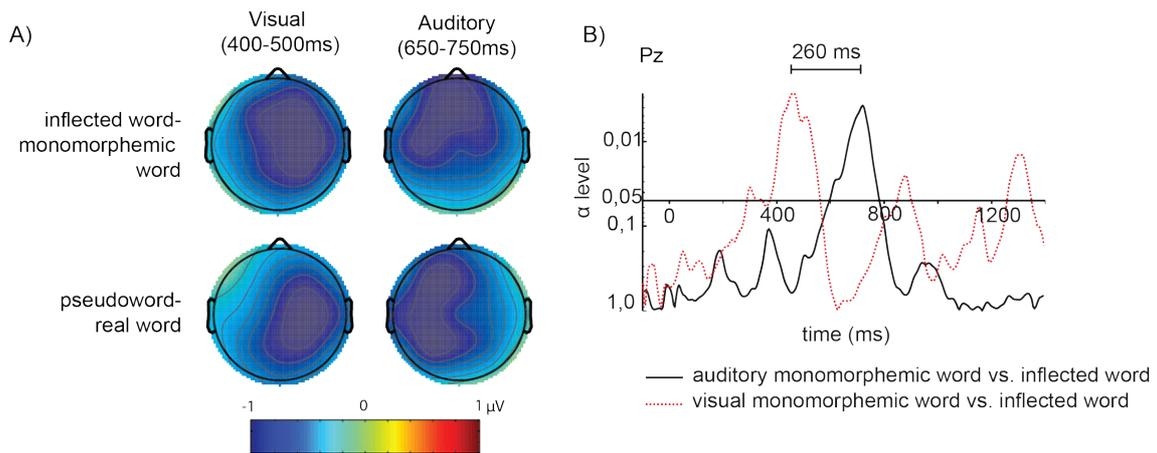 A)
Visual
(400-500ms)
Auditory
(650-750ms)
inflected word-
monomorphemic
word
pseudoword-
real word
-1 0 1 µV
B)
Pz
260 ms
α level
0,01
0,05
0,1
1,0
0 400 800 1200
time (ms)
auditory monomorphemic word vs. inflected word
visual monomorphemic word vs. inflected word